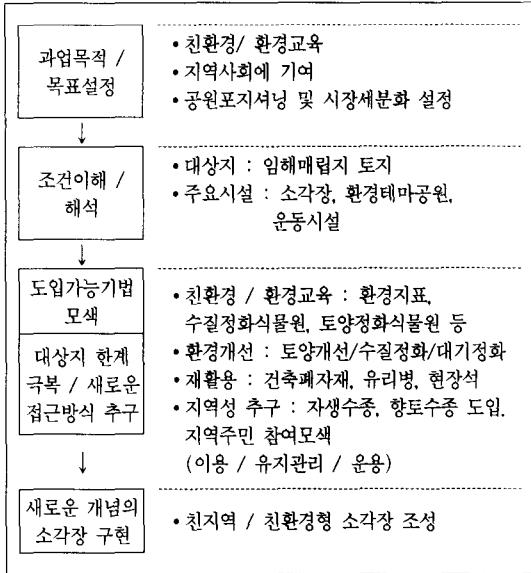 과업목적 /
목표설정
• 친환경/ 환경교육
• 지역사회에 기여
• 공원포지셔닝 및 시장세분화 설정
조건이해 /
해석
• 대상지 : 임해매립지 토지
• 주요시설 : 소각장, 환경테마공원,
운동시설
도입가능기법
모색
대상지 한계
극복 / 새로운
접근방식 추구
• 친환경 / 환경교육 : 환경지표,
수질정화식물원, 토양정화식물원 등
• 환경개선 : 토양개선/수질정화/대기정화
• 재활용 : 건축폐자재, 유리병, 현장석
• 지역성 추구 : 자생수종, 향토수종 도입.
지역주민 참여모색
(이용 / 유지관리 / 운용)
새로운 개념의
소각장 구현
• 친지역 / 친환경형 소각장 조성